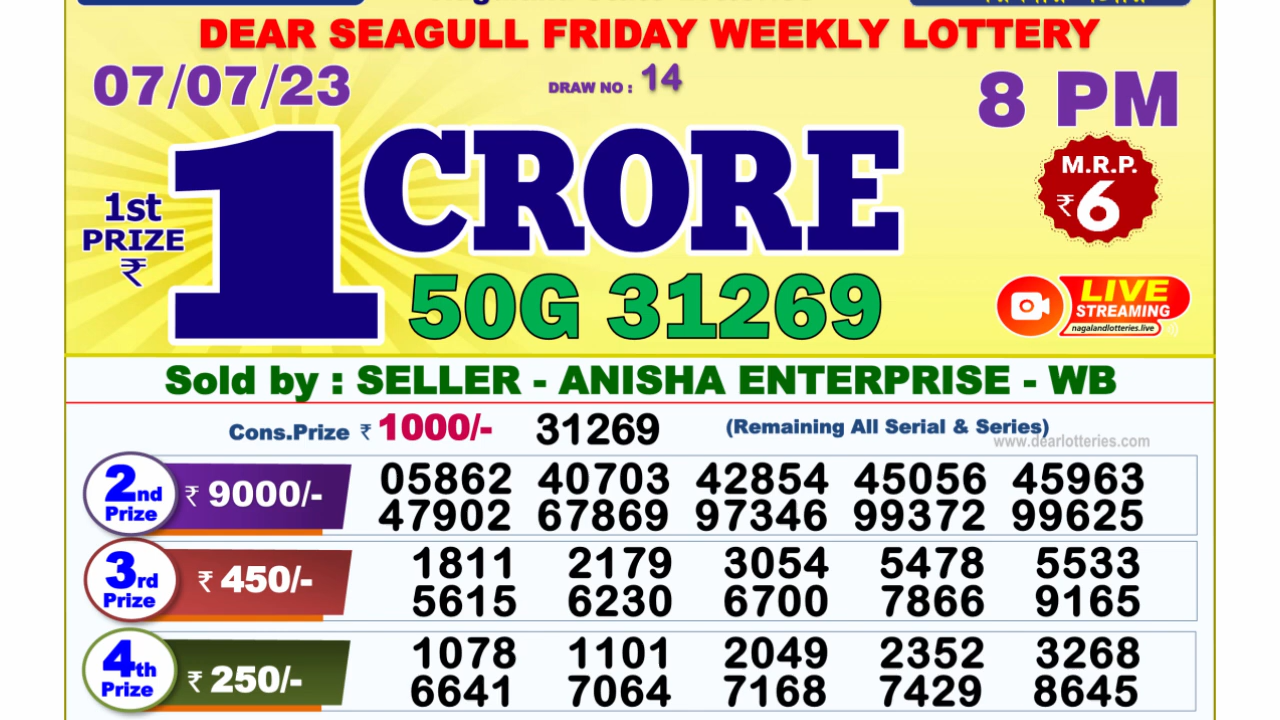 DEAR SEAGULL FRIDAY WEEKLY LOTTERY
07/07/23
DRAW NO : 14
8 PM
1st
PRIZE
₹
1 CRORE
M.R.P.
₹6
50G 31269
LIVE
STREAMING
nagalandlotteries.live
Sold by : SELLER - ANISHA ENTERPRISE - WB
Cons.Prize ₹ 1000/- 31269 (Remaining All Serial & Series)
www.dearlotteries.com
2nd Prize ₹ 9000/-
05862 40703 42854 45056 45963
47902 67869 97346 99372 99625
3rd Prize ₹ 450/-
1811 2179 3054 5478 5533
5615 6230 6700 7866 9165
4th Prize ₹ 250/-
1078 1101 2049 2352 3268
6641 7064 7168 7429 8645